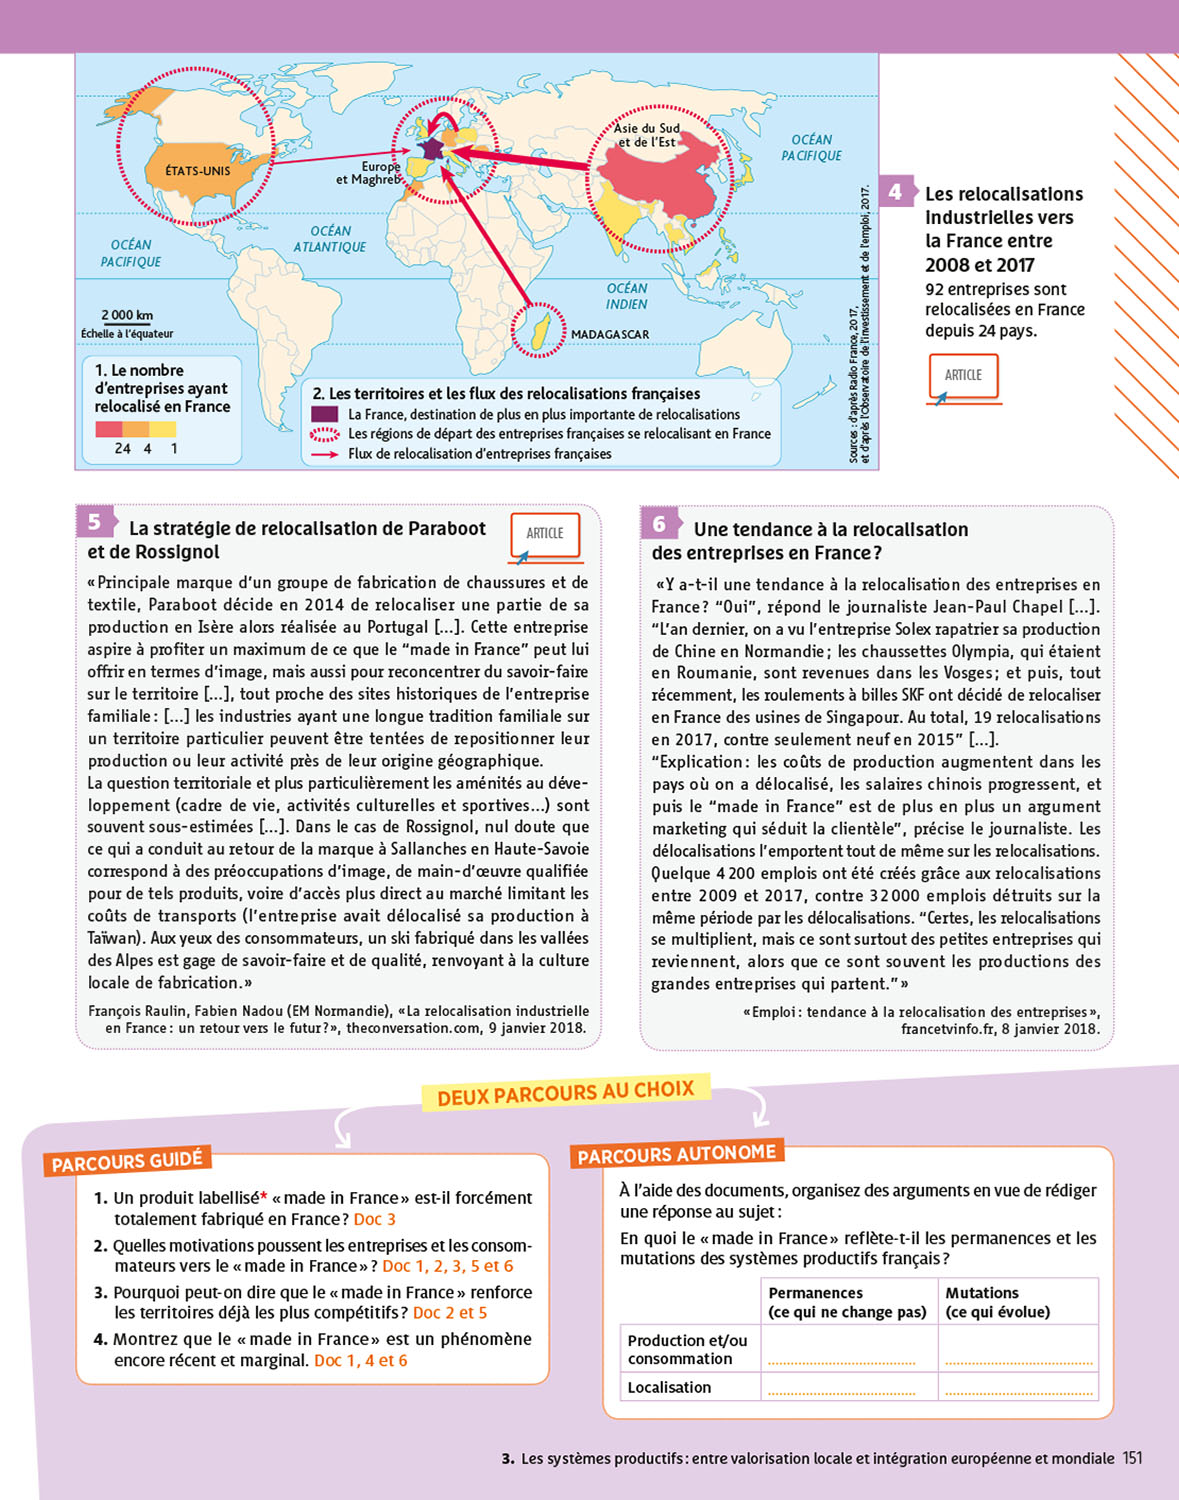 Asie du Sud
et de l'Est
OCÉAN
PACIFIQUE
ÉTATS-UNIS
Europe
et Maghreb
OCÉAN
PACIFIQUE
OCÉAN
ATLANTIQUE
OCÉAN
INDIEN
MADAGASCAR
2 000 km
Échelle à l'équateur
1. Le nombre
d'entreprises ayant
relocalisé en France
24 4 1
2. Les territoires et les flux des relocalisations françaises
La France, destination de plus en plus importante de relocalisations
Les régions de départ des entreprises françaises se relocalisant en France
Flux de relocalisation d'entreprises françaises
Sources : d'après Radio France, 2017,
et d'après l'Observatoire de l'investissement et de l'emploi, 2017.
4 Les relocalisations
industrielles vers
la France entre
2008 et 2017
92 entreprises sont
relocalisées en France
depuis 24 pays.
ARTICLE
5 La stratégie de relocalisation de Paraboot
et de Rossignol
ARTICLE
« Principale marque d'un groupe de fabrication de chaussures et de
textile, Paraboot décide en 2014 de relocaliser une partie de sa
production en Isère alors réalisée au Portugal [...]. Cette entreprise
aspire à profiter un maximum de ce que le “made in France” peut lui
offrir en termes d'image, mais aussi pour reconcentrer du savoir-faire
sur le territoire [...], tout proche des sites historiques de l'entreprise
familiale : [...] les industries ayant une longue tradition familiale sur
un territoire particulier peuvent être tentées de repositionner leur
production ou leur activité près de leur origine géographique.
La question territoriale et plus particulièrement les aménités au déve-
loppement (cadre de vie, activités culturelles et sportives...) sont
souvent sous-estimées [...]. Dans le cas de Rossignol, nul doute que
ce qui a conduit au retour de la marque à Sallanches en Haute-Savoie
correspond à des préoccupations d'image, de main-d'œuvre qualifiée
pour de tels produits, voire d'accès plus direct au marché limitant les
coûts de transports (l'entreprise avait délocalisé sa production à
Taïwan). Aux yeux des consommateurs, un ski fabriqué dans les vallées
des Alpes est gage de savoir-faire et de qualité, renvoyant à la culture
locale de fabrication. »
François Raulin, Fabien Nadou (EM Normandie), « La relocalisation industrielle
en France : un retour vers le futur ? », theconversation.com, 9 janvier 2018.
6 Une tendance à la relocalisation
des entreprises en France ?
« Y a-t-il une tendance à la relocalisation des entreprises en
France ? “Oui”, répond le journaliste Jean-Paul Chapel [...].
“L'an dernier, on a vu l'entreprise Solex rapatrier sa production
de Chine en Normandie ; les chaussettes Olympia, qui étaient
en Roumanie, sont revenues dans les Vosges ; et puis, tout
récemment, les roulements à billes SKF ont décidé de relocaliser
en France des usines de Singapour. Au total, 19 relocalisations
en 2017, contre seulement neuf en 2015” [...].
“Explication : les coûts de production augmentent dans les
pays où on a délocalisé, les salaires chinois progressent, et
puis le “made in France” est de plus en plus un argument
marketing qui séduit la clientèle”, précise le journaliste. Les
délocalisations l'emportent tout de même sur les relocalisations.
Quelque 4 200 emplois ont été créés grâce aux relocalisations
entre 2009 et 2017, contre 32 000 emplois détruits sur la
même période par les délocalisations. “Certes, les relocalisations
se multiplient, mais ce sont surtout des petites entreprises qui
reviennent, alors que ce sont souvent les productions des
grandes entreprises qui partent.” »
« Emploi : tendance à la relocalisation des entreprises »,
francetvinfo.fr, 8 janvier 2018.
DEUX PARCOURS AU CHOIX
PARCOURS GUIDÉ
1. Un produit labellisé* « made in France » est-il forcément
totalement fabriqué en France ? Doc 3
2. Quelles motivations poussent les entreprises et les consom-
mateurs vers le « made in France » ? Doc 1, 2, 3, 5 et 6
3. Pourquoi peut-on dire que le « made in France » renforce
les territoires déjà les plus compétitifs ? Doc 2 et 5
4. Montrez que le « made in France » est un phénomène
encore récent et marginal. Doc 1, 4 et 6
PARCOURS AUTONOME
À l'aide des documents, organisez des arguments en vue de rédiger
une réponse au sujet :
En quoi le « made in France » reflète-t-il les permanences et les
mutations des systèmes productifs français ?
Permanences Mutations
(ce qui ne change pas) (ce qui évolue)
Production et/ou
consommation
Localisation
3. Les systèmes productifs : entre valorisation locale et intégration européenne et mondiale 151